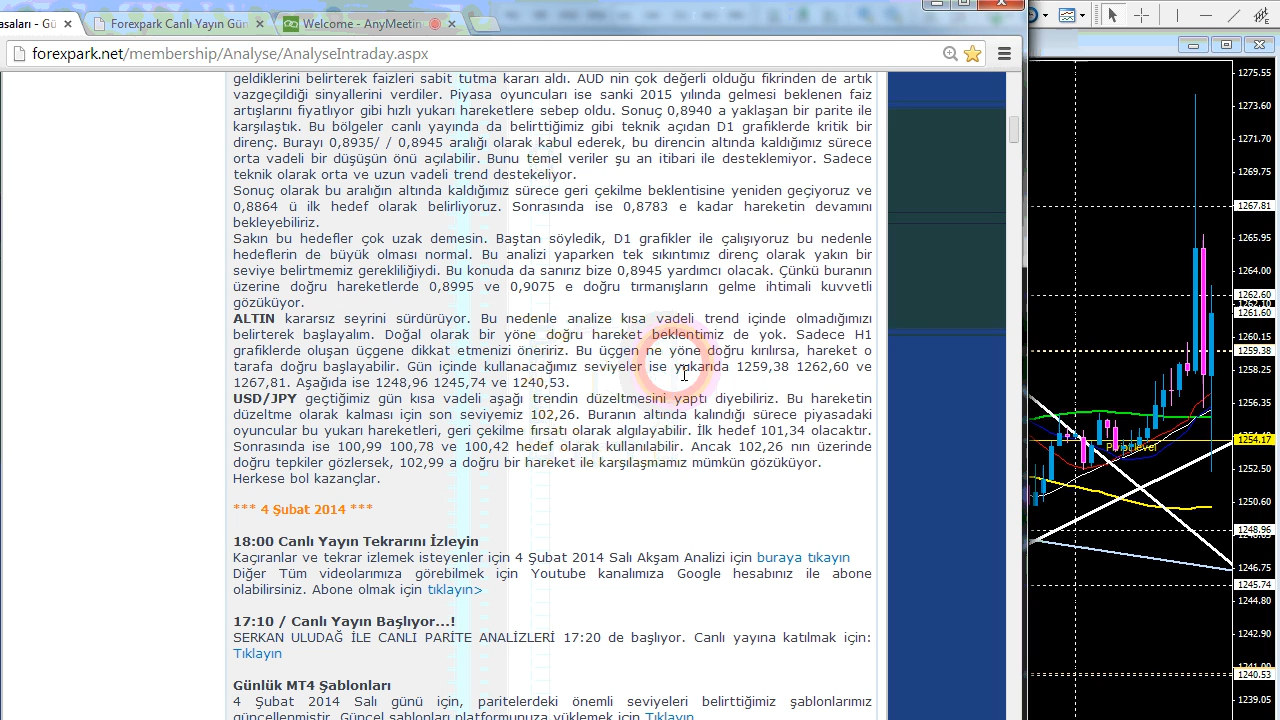 asaları - Gü
Forexpark Canlı Yayın Gün
Welcome - AnyMeetin
forexpark.net/membership/Analyse/AnalyseIntraday.aspx
geldiklerini belirterek faizleri sabit tutma kararı aldı. AUD nin çok değerli olduğu fikrinden de artık
vazgeçildiği sinyallerini verdiler. Piyasa oyuncuları ise sanki 2015 yılında gelmesi beklenen faiz
artışlarını fiyatlıyor gibi hızlı yukarı hareketlere sebep oldu. Sonuç 0,8940 a yaklaşan bir parite ile
karşılaştık. Bu bölgeler canlı yayında da belirttiğimiz gibi teknik açıdan D1 grafiklerde kritik bir
direnç. Burayı 0,8935/ / 0,8945 aralığı olarak kabul ederek, bu direncin altında kaldığımız sürece
orta vadeli bir düşüşün önü açılabilir. Bunu temel veriler şu an itibari ile desteklemiyor. Sadece
teknik olarak orta ve uzun vadeli trend destekeliyor.
Sonuç olarak bu aralığın altında kaldığımız sürece geri çekilme beklentisine yeniden geçiyoruz ve
0,8864 ü ilk hedef olarak belirliyoruz. Sonrasında ise 0,8783 e kadar hareketin devamını
bekleyebiliriz.
Sakın bu hedefler çok uzak demesin. Baştan söyledik, D1 grafikler ile çalışıyoruz bu nedenle
hedeflerin de büyük olması normal. Bu analizi yaparken tek sıkıntımız direnç olarak yakın bir
seviye belirtmemiz gerekliliğiydi. Bu konuda da sanırız bize 0,8945 yardımcı olacak. Çünkü buranın
üzerine doğru hareketlerde 0,8995 ve 0,9075 e doğru tırmanışların gelme ihtimali kuvvetli
gözüküyor.
ALTIN kararsız seyrini sürdürüyor. Bu nedenle analize kısa vadeli trend içinde olmadığımızı
belirterek başlayalım. Doğal olarak bir yöne doğru hareket beklentimiz de yok. Sadece H1
grafiklerde oluşan üçgene dikkat etmenizi öneririz. Bu üçgen ne yöne doğru kırılırsa, hareket o
tarafa doğru başlayabilir. Gün içinde kullanacağımız seviyeler ise yukarıda 1259,38 1262,60 ve
1267,81. Aşağıda ise 1248,96 1245,74 ve 1240,53.
USD/JPY geçtiğimiz gün kısa vadeli aşağı trendin düzeltmesini yaptı diyebiliriz. Bu hareketin
düzeltme olarak kalması için son seviyemiz 102,26. Buranın altında kalındığı sürece piyasadaki
oyuncular bu yukarı hareketleri, geri çekilme fırsatı olarak algılayabilir. İlk hedef 101,34 olacaktır.
Sonrasında ise 100,99 100,78 ve 100,42 hedef olarak kullanılabilir. Ancak 102,26 nın üzerinde
doğru tepkiler gözlersek, 102,99 a doğru bir hareket ile karşılaşmamız mümkün gözüküyor.
Herkese bol kazançlar.
*** 4 Şubat 2014 ***
18:00 Canlı Yayın Tekrarını İzleyin
Kaçıranlar ve tekrar izlemek isteyenler için 4 Şubat 2014 Salı Akşam Analizi için buraya tıkayın
Diğer Tüm videolarımıza görebilmek için Youtube kanalımıza Google hesabınız ile abone
olabilirsiniz. Abone olmak için tıklayın>
17:10 / Canlı Yayın Başlıyor...!
SERKAN ULUDAĞ İLE CANLI PARİTE ANALİZLERİ 17:20 de başlıyor. Canlı yayına katılmak için:
Tıklayın
Günlük MT4 Şablonları
4 Şubat 2014 Salı günü için, paritelerdeki önemli seviyeleri belirttiğimiz şablonlarımız
güncellenmiştir. Güncel şablonları platformunuza yüklemek için Tıklayın
1275.55
1273.60
1271.70
1269.75
1267.81
1265.95
1264.00
1262.60
1261.60
1260.15
1259.38
1258.25
1256.35
1254.17
Pivot level
1252.50
1250.60
1248.96
1246.75
1245.74
1244.80
1242.90
1240.53
1239.05